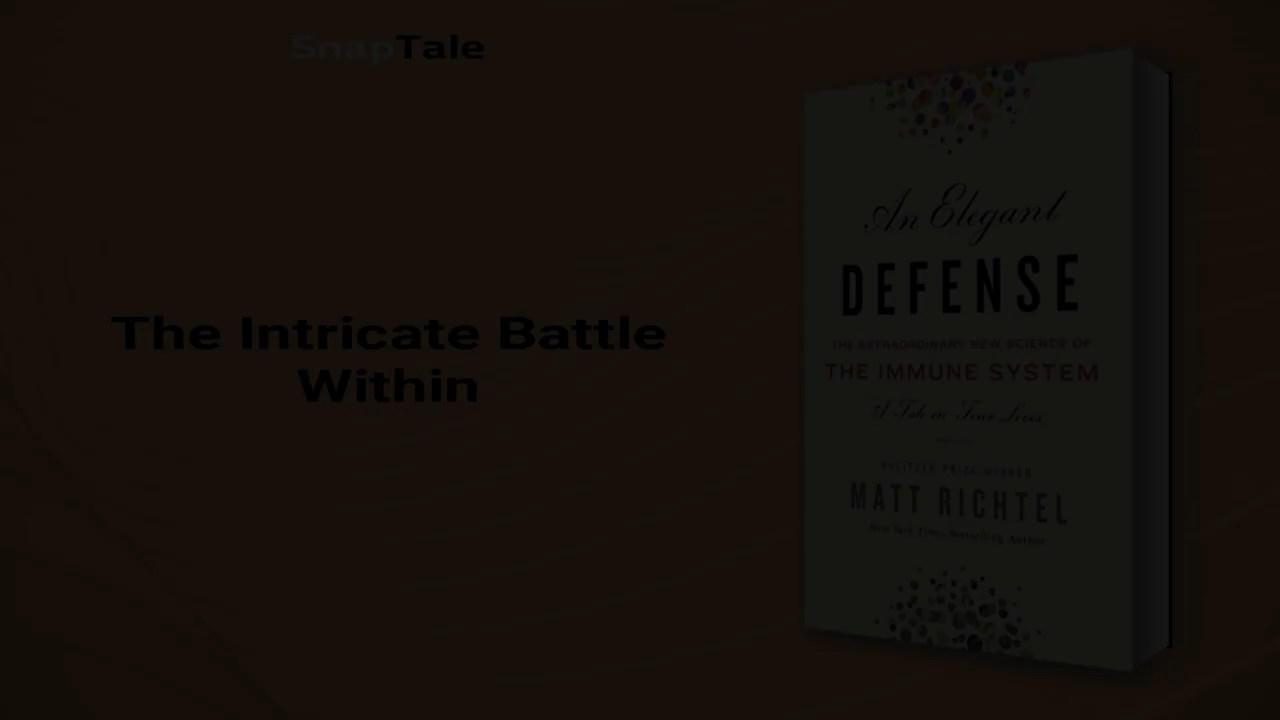 SnapTale
The Intricate Battle
Within
An Elegant
DEFENSE
THE EXTRAORDINARY NEW SCIENCE OF
THE IMMUNE SYSTEM
A Tale in Four Lives
PULITZER PRIZE WINNER
MATT RICHTEL
New York Times Bestselling Author